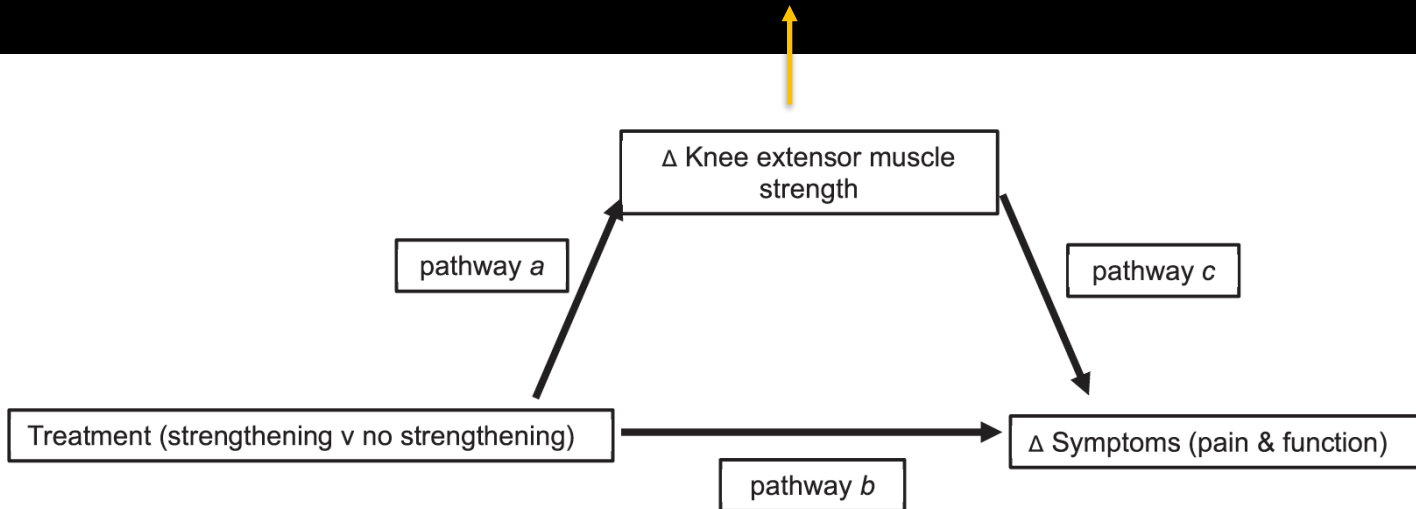 Δ Knee extensor muscle
strength
pathway a
pathway c
Treatment (strengthening v no strengthening)
Δ Symptoms (pain & function)
pathway b